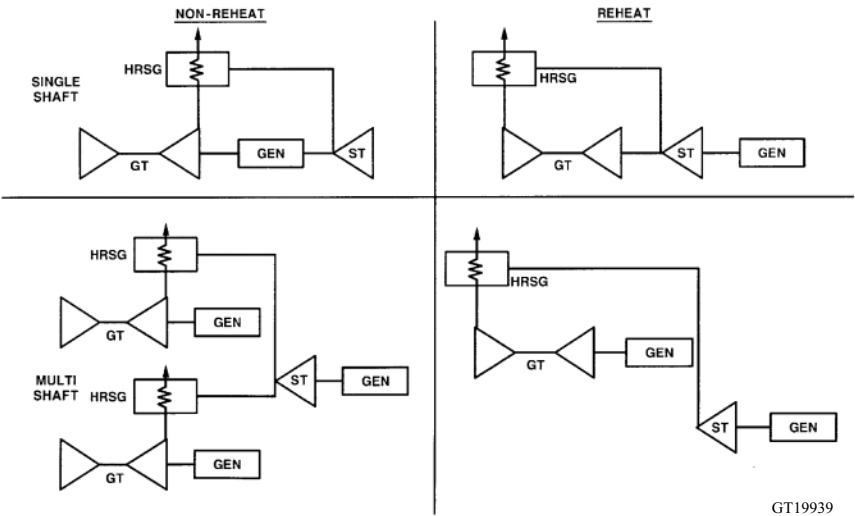 NON-REHEAT
REHEAT
SINGLE
SHAFT
HRSG
GT
GEN
ST
HRSG
GT
ST
GEN
HRSG
GT
GEN
MULTI
SHAFT
HRSG
GT
GEN
ST
GEN
HRSG
GT
GEN
ST
GEN
GT19939